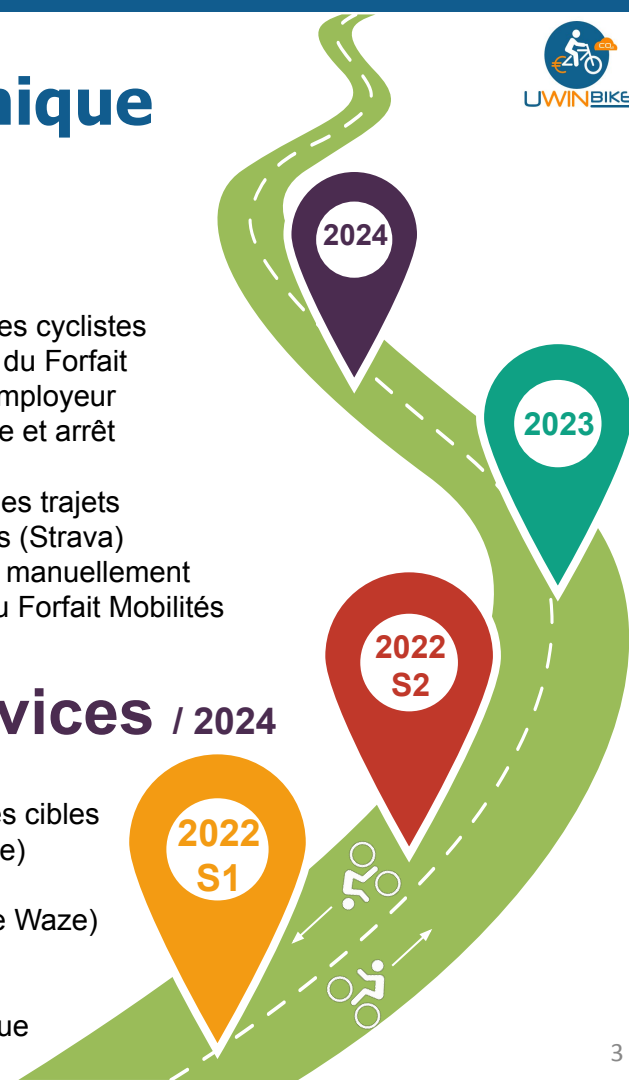 UWINBIKE
CO₂
€
nique
2024
es cyclistes
du Forfait
mployeur
e et arrêt
2023
es trajets
s (Strava)
manuellement
u Forfait Mobilités
2022
S2
vices / 2024
es cibles
e)
2022
S1
e Waze)
ue
3